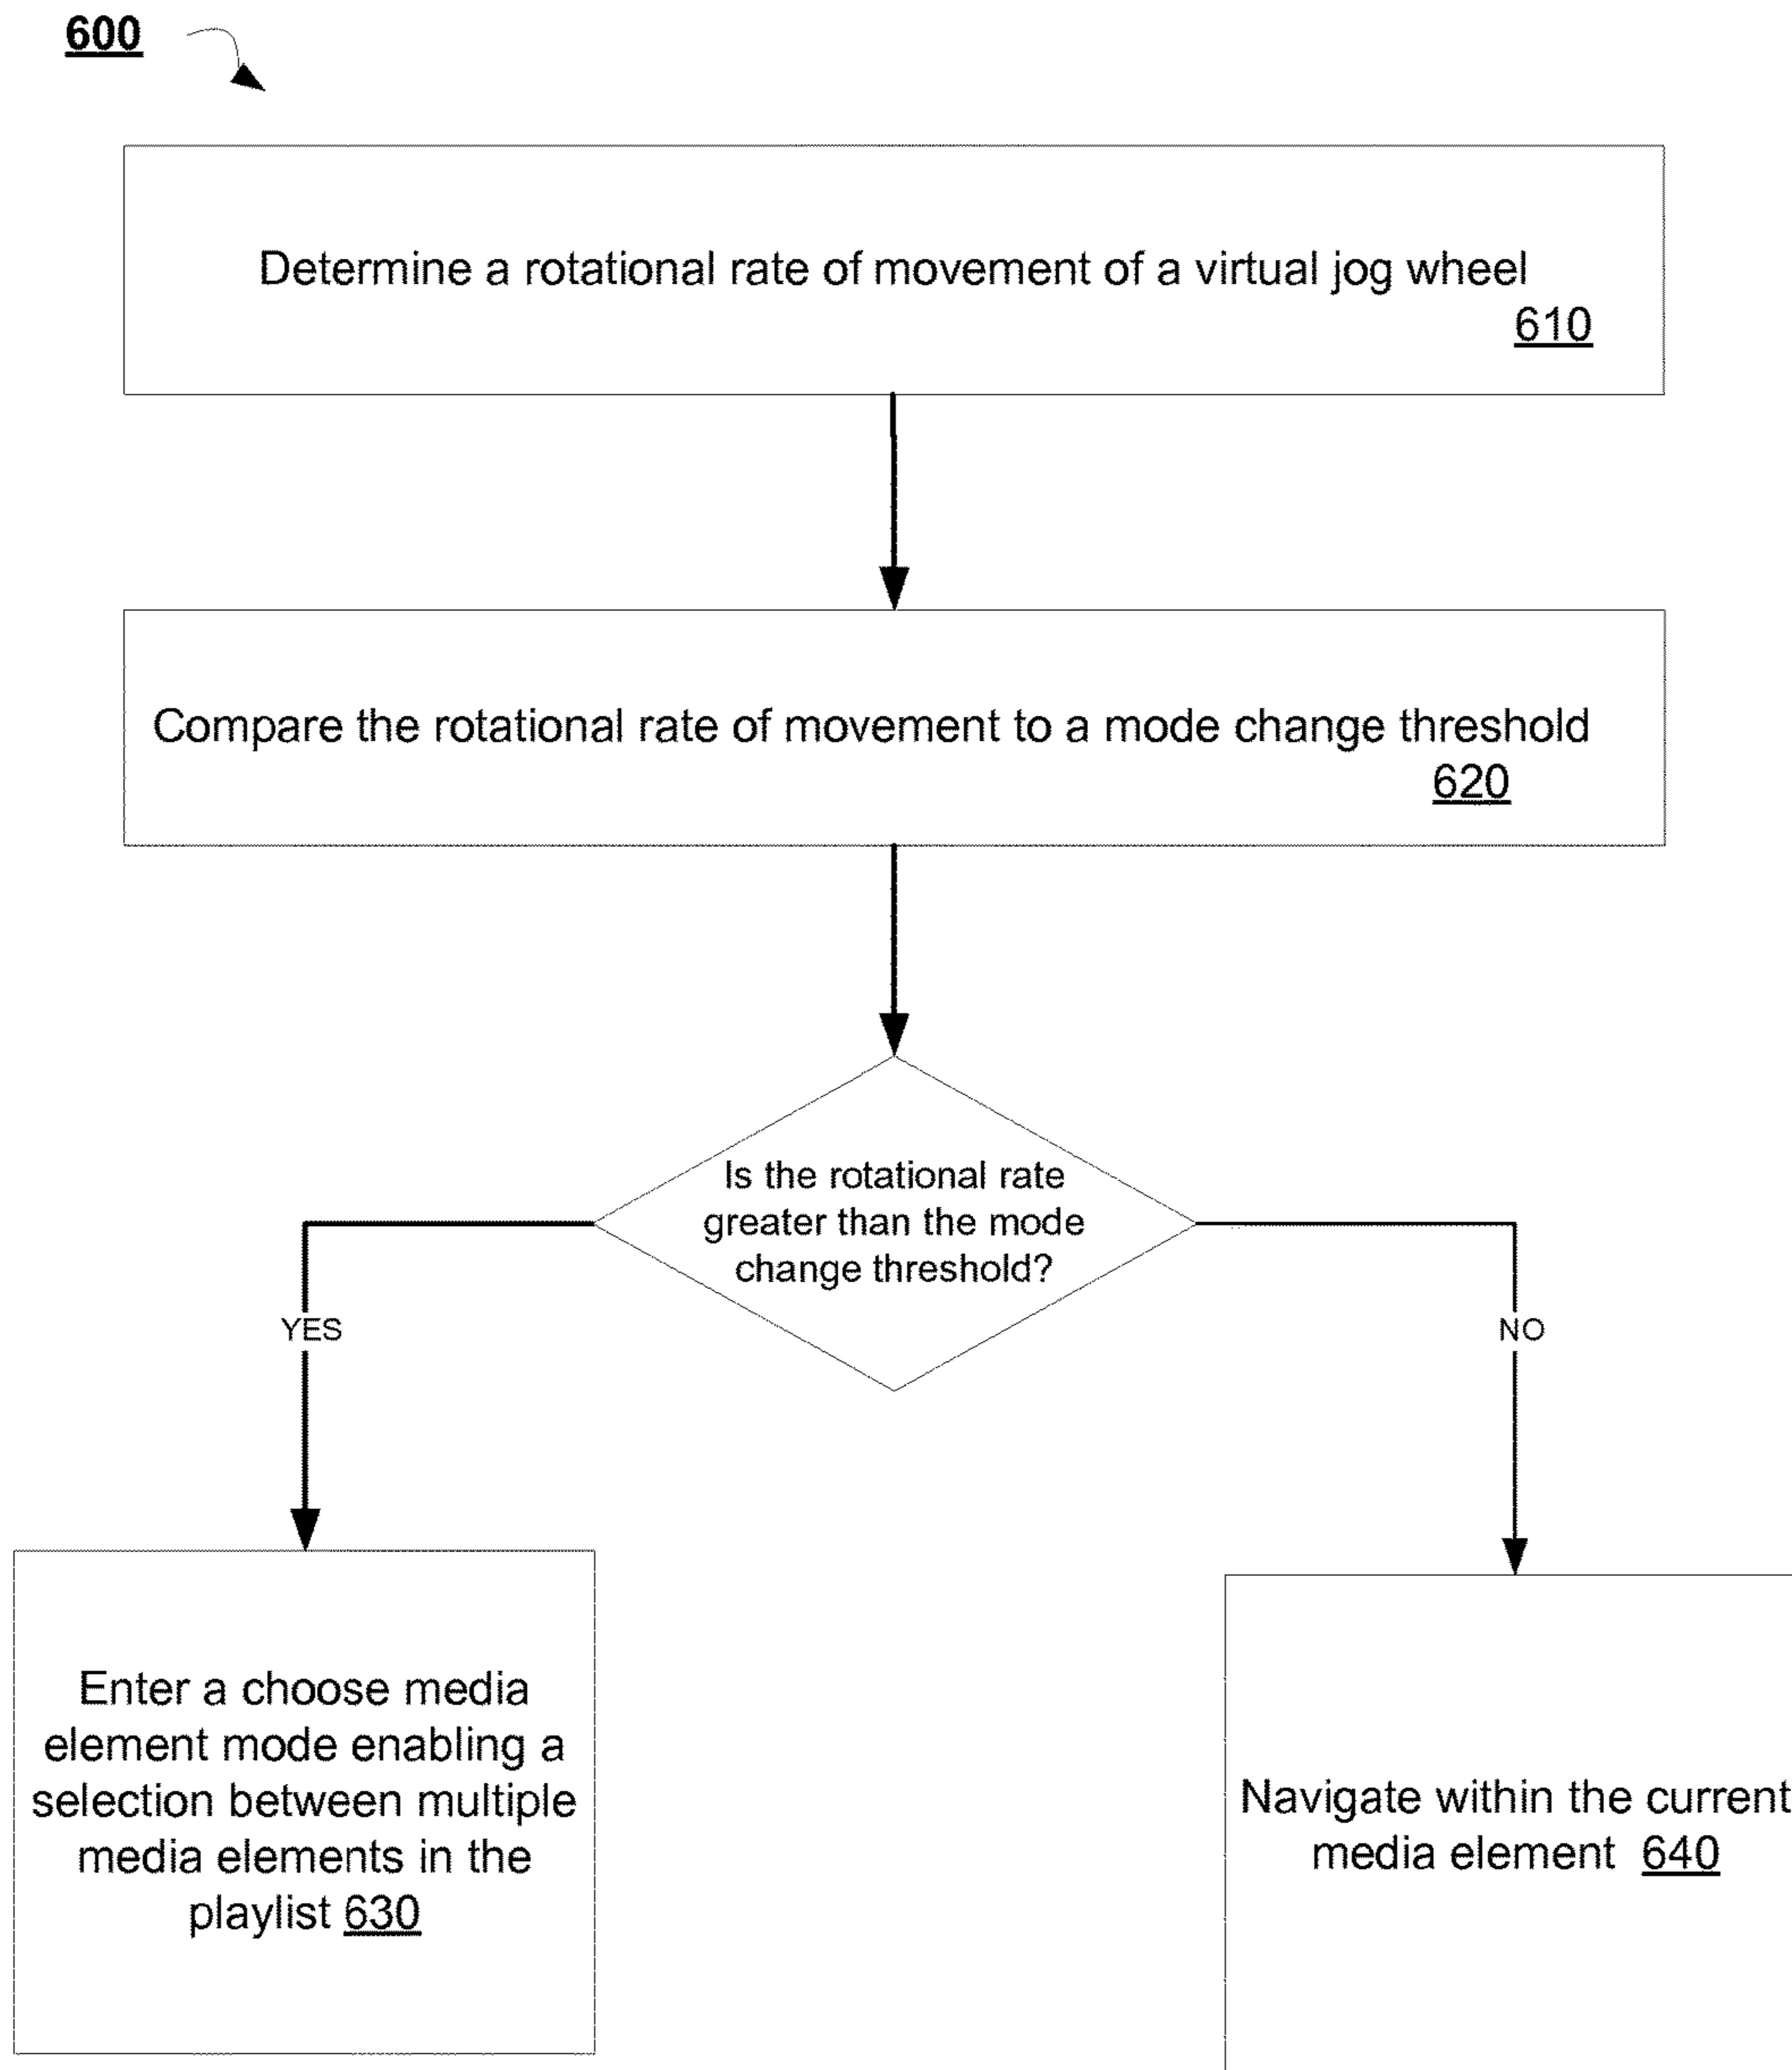 600
Determine a rotational rate of movement of a virtual jog wheel
610
Compare the rotational rate of movement to a mode change threshold
620
Is the rotational rate
greater than the mode
change threshold?
YES
NO
Enter a choose media
element mode enabling a
selection between multiple
media elements in the
playlist 630
Navigate within the current
media element 640